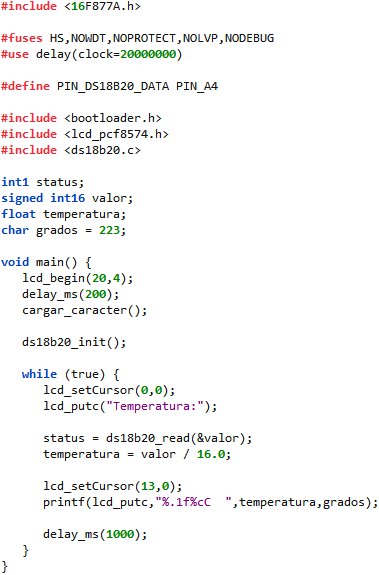 #include <16F877A.h>
#fuses HS,NOWDT,NOPROTECT,NOLVP,NODEBUG
#use delay(clock=20000000)
#define PIN_DS18B20_DATA PIN_A4
#include <bootloader.h>
#include <lcd_pcf8574.h>
#include <ds18b20.c>
int1 status;
signed int16 valor;
float temperatura;
char grados = 223;
void main() {
lcd_begin(20,4);
delay_ms(200);
cargar_caracter();
ds18b20_init();
while (true) {
lcd_setCursor(0,0);
lcd_putc("Temperatura:");
status = ds18b20_read(&valor);
temperatura = valor / 16.0;
lcd_setCursor(13,0);
printf(lcd_putc,"%.1f%cC  ",temperatura,grados);
delay_ms(1000);
}
}